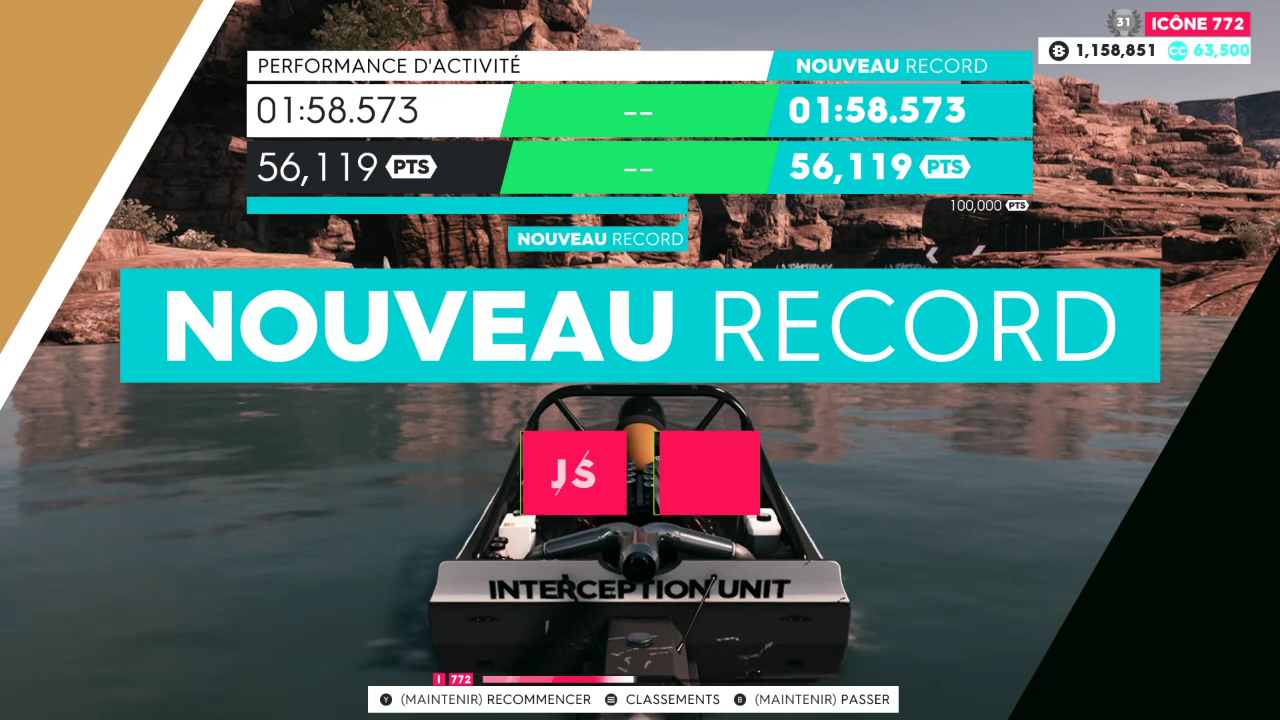 31 ICÔNE 772
1,158,851 CC 63,500
PERFORMANCE D'ACTIVITÉ NOUVEAU RECORD
01:58.573 -- 01:58.573
56,119 PTS -- 56,119 PTS
100,000 PTS
NOUVEAU RECORD
NOUVEAU RECORD
JS
INTERCEPTION UNIT
I 772
Y (MAINTENIR) RECOMMENCER CLASSEMENTS B (MAINTENIR) PASSER